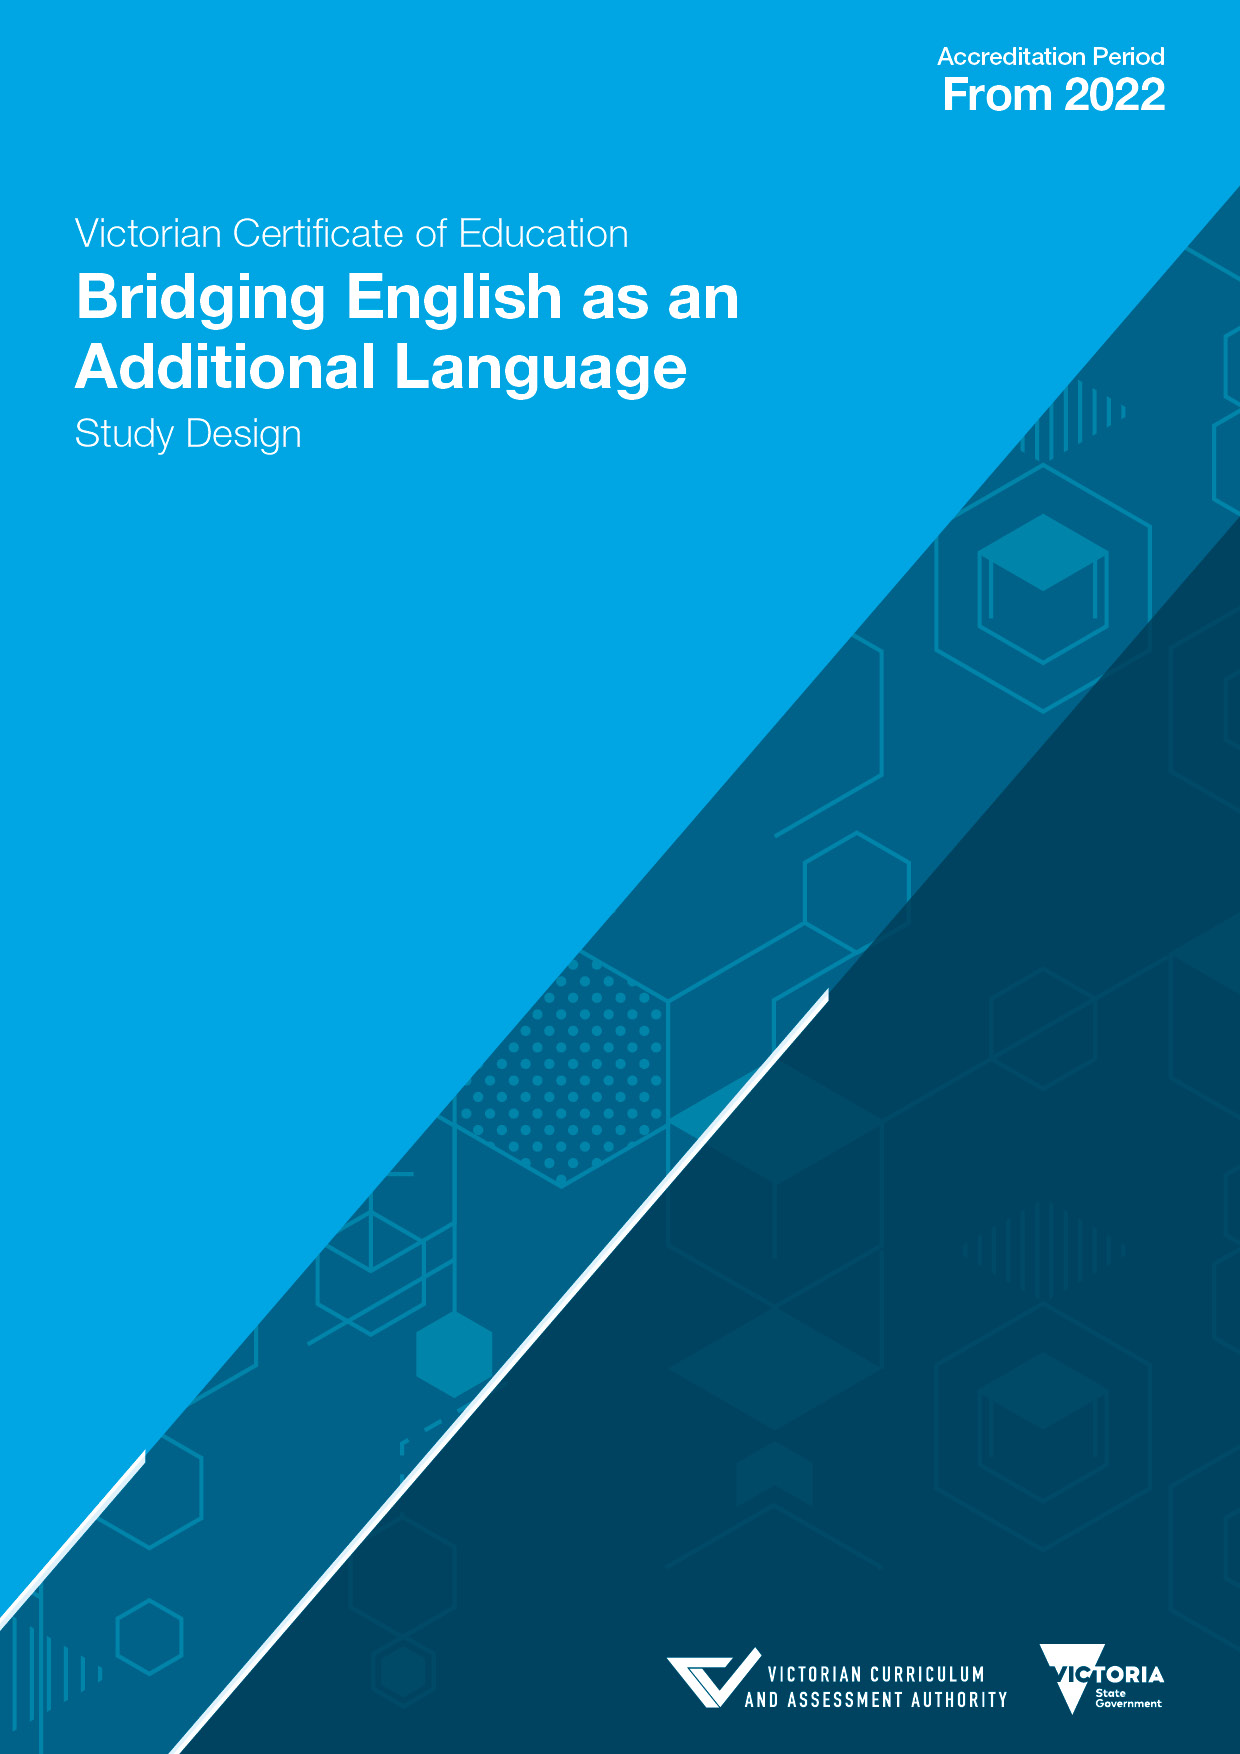 Accreditation Period
From 2022
Victorian Certificate of Education
Bridging English as an
Additional Language
Study Design
VICTORIAN CURRICULUM
AND ASSESSMENT AUTHORITY
VICTORIA
State
Government